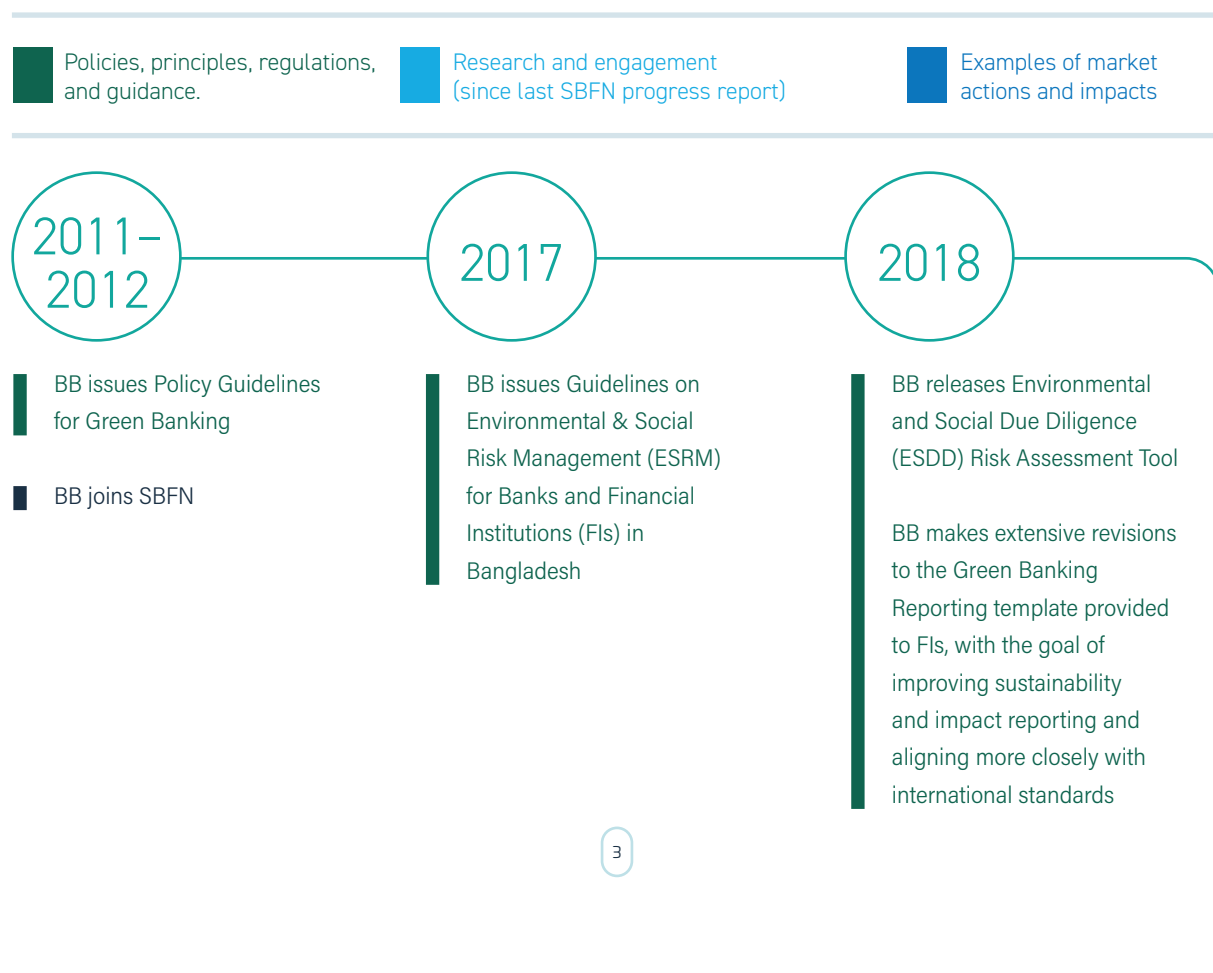 Policies, principles, regulations,
and guidance.
Research and engagement
(since last SBFN progress report)
Examples of market
actions and impacts
2011–
2012
BB issues Policy Guidelines
for Green Banking
BB joins SBFN
2017
BB issues Guidelines on
Environmental & Social
Risk Management (ESRM)
for Banks and Financial
Institutions (FIs) in
Bangladesh
2018
BB releases Environmental
and Social Due Diligence
(ESDD) Risk Assessment Tool
BB makes extensive revisions
to the Green Banking
Reporting template provided
to FIs, with the goal of
improving sustainability
and impact reporting and
aligning more closely with
international standards
3